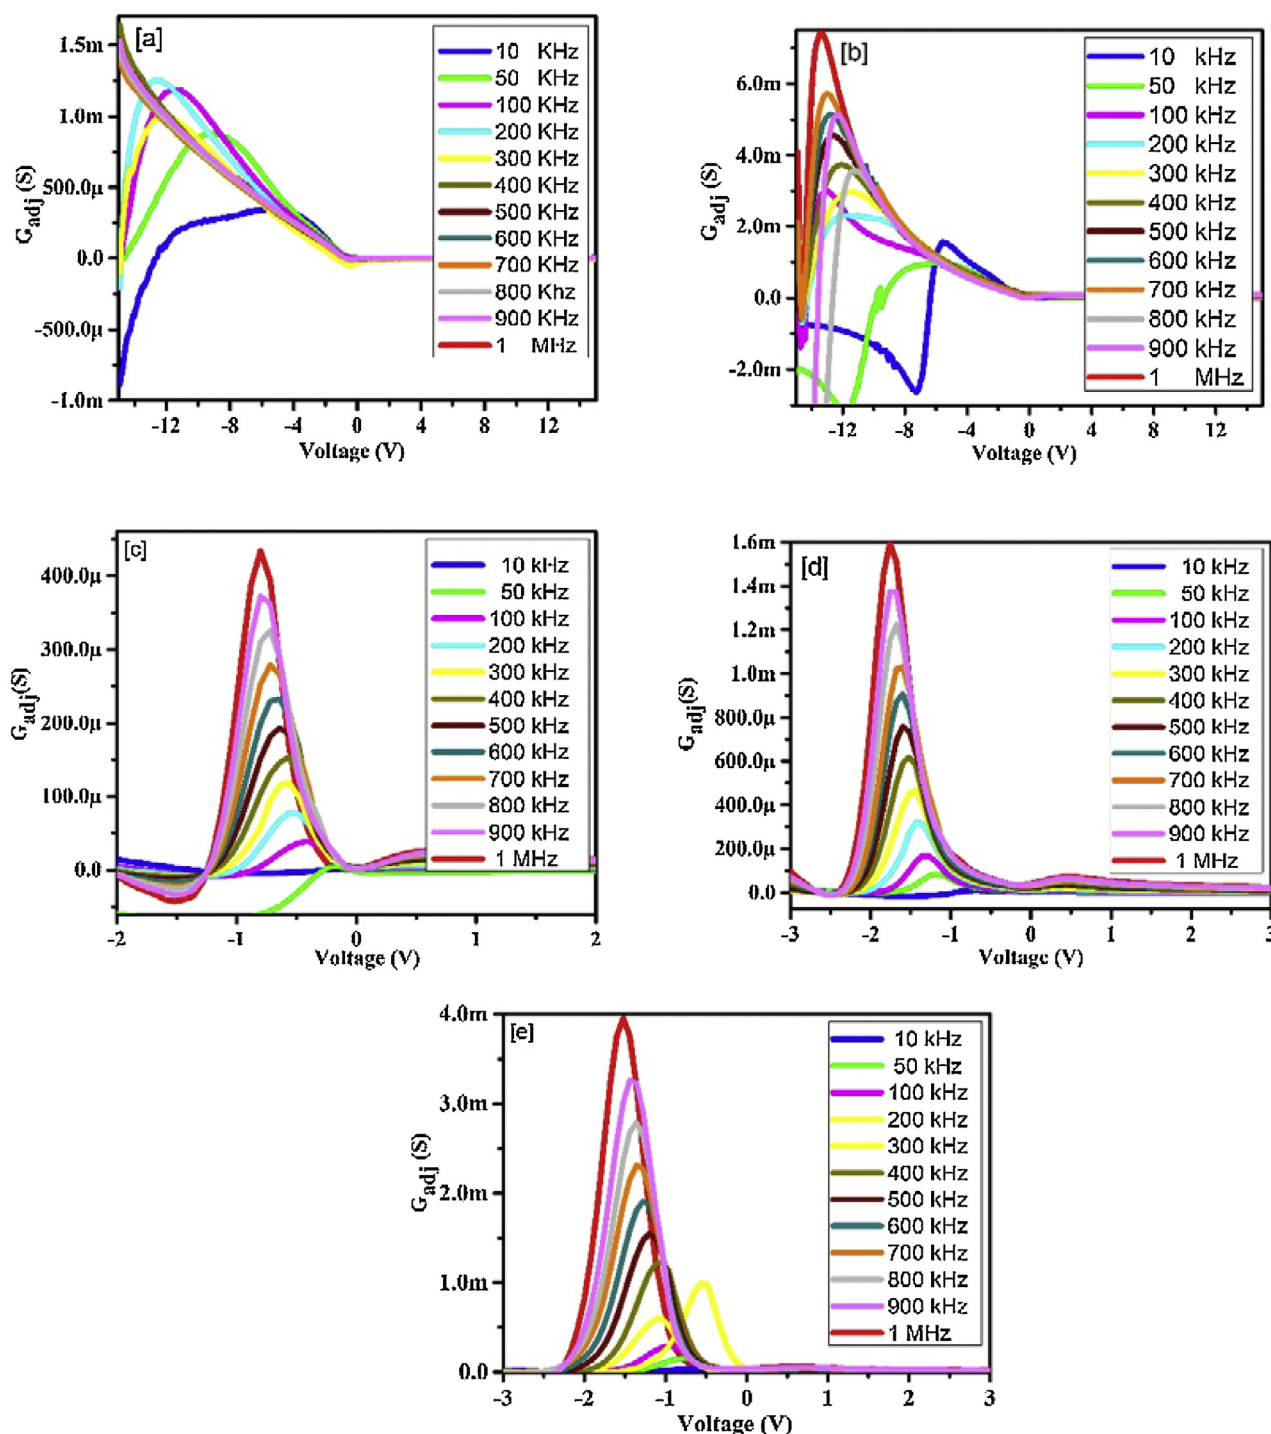 [a]
1.5m
1.0m
500.0µ
0.0
-500.0µ
-1.0m
G_adj (S)
-12 -8 -4 0 4 8 12
Voltage (V)
10 KHz
50 KHz
100 KHz
200 KHz
300 KHz
400 KHz
500 KHz
600 KHz
700 KHz
800 Khz
900 KHz
1 MHz
[b]
6.0m
4.0m
2.0m
0.0
-2.0m
G_adj (S)
-12 -8 -4 0 4 8 12
Voltage (V)
10 kHz
50 kHz
100 kHz
200 kHz
300 kHz
400 kHz
500 kHz
600 kHz
700 kHz
800 kHz
900 kHz
1 MHz
[c]
400.0µ
300.0µ
200.0µ
100.0µ
0.0
G_adj(S)
-2 -1 0 1 2
Voltage (V)
10 kHz
50 kHz
100 kHz
200 kHz
300 kHz
400 kHz
500 kHz
600 kHz
700 kHz
800 kHz
900 kHz
1 MHz
[d]
1.6m
1.4m
1.2m
1.0m
800.0µ
600.0µ
400.0µ
200.0µ
0.0
G_adj(S)
-3 -2 -1 0 1 2 3
Voltage (V)
10 kHz
50 kHz
100 kHz
200 kHz
300 kHz
400 kHz
500 kHz
600 kHz
700 kHz
800 kHz
900 kHz
1 MHz
[e]
4.0m
3.0m
2.0m
1.0m
0.0
G_adj (S)
-3 -2 -1 0 1 2 3
Voltage (V)
10 kHz
50 kHz
100 kHz
200 kHz
300 kHz
400 kHz
500 kHz
600 kHz
700 kHz
800 kHz
900 kHz
1 MHz